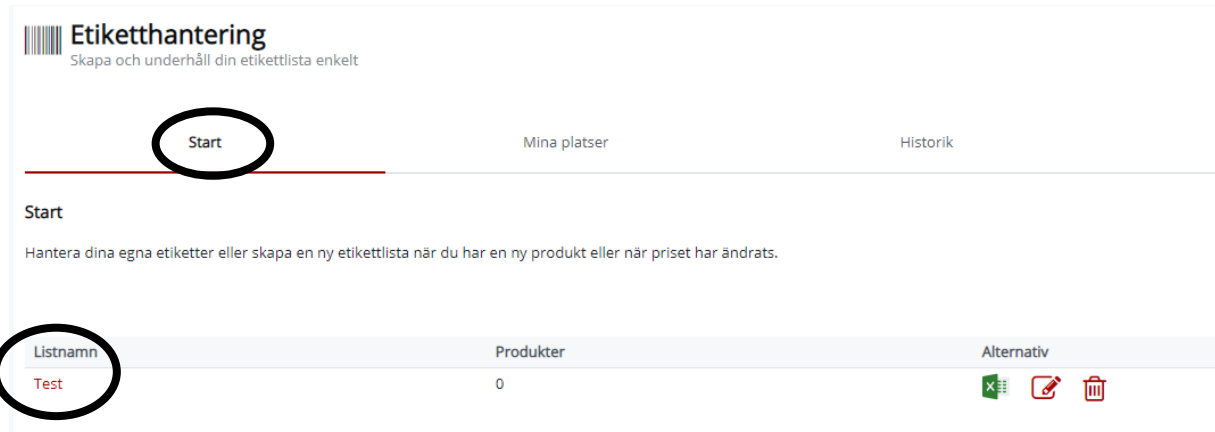 Etiketthantering
Skapa och underhåll din etikettlista enkelt
Start Mina platser Historik
Start
Hantera dina egna etiketter eller skapa en ny etikettlista när du har en ny produkt eller när priset har ändrats.
Listnamn Produkter Alternativ
Test 0